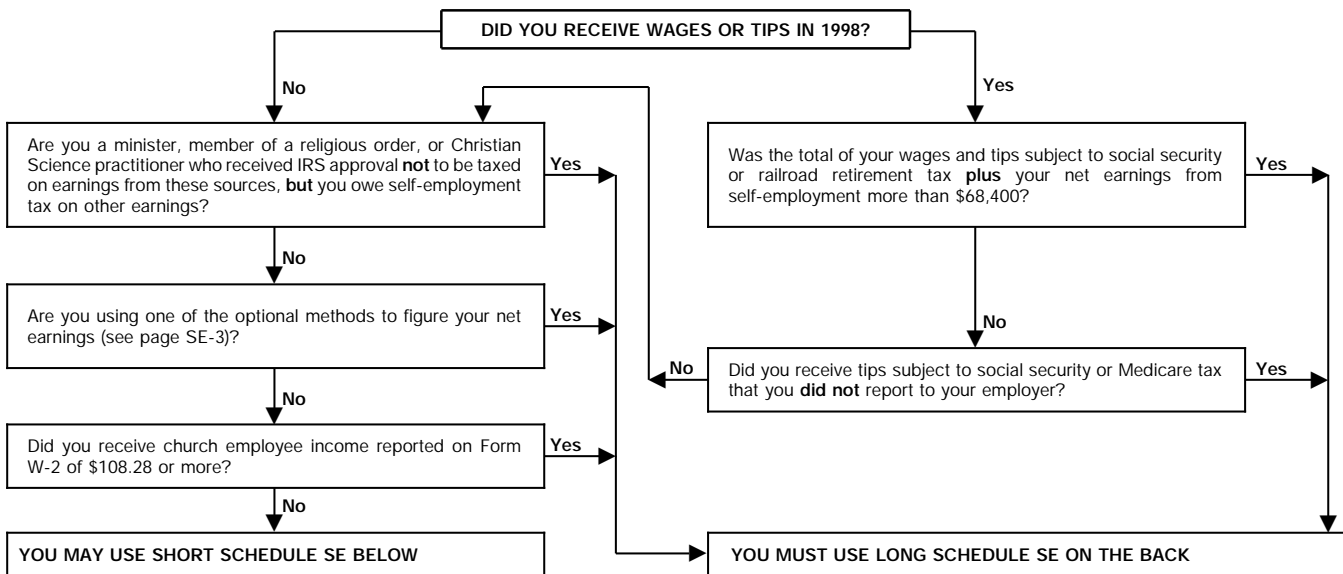 DID YOU RECEIVE WAGES OR TIPS IN 1998?
No
Yes
Are you a minister, member of a religious order, or Christian
Science practitioner who received IRS approval not to be taxed
on earnings from these sources, but you owe self-employment
tax on other earnings?
Yes
Was the total of your wages and tips subject to social security
or railroad retirement tax plus your net earnings from
self-employment more than $68,400?
Yes
No
No
Are you using one of the optional methods to figure your net
earnings (see page SE-3)?
Yes
No
Did you receive tips subject to social security or Medicare tax
that you did not report to your employer?
Yes
No
Did you receive church employee income reported on Form
W-2 of $108.28 or more?
Yes
No
YOU MAY USE SHORT SCHEDULE SE BELOW
YOU MUST USE LONG SCHEDULE SE ON THE BACK